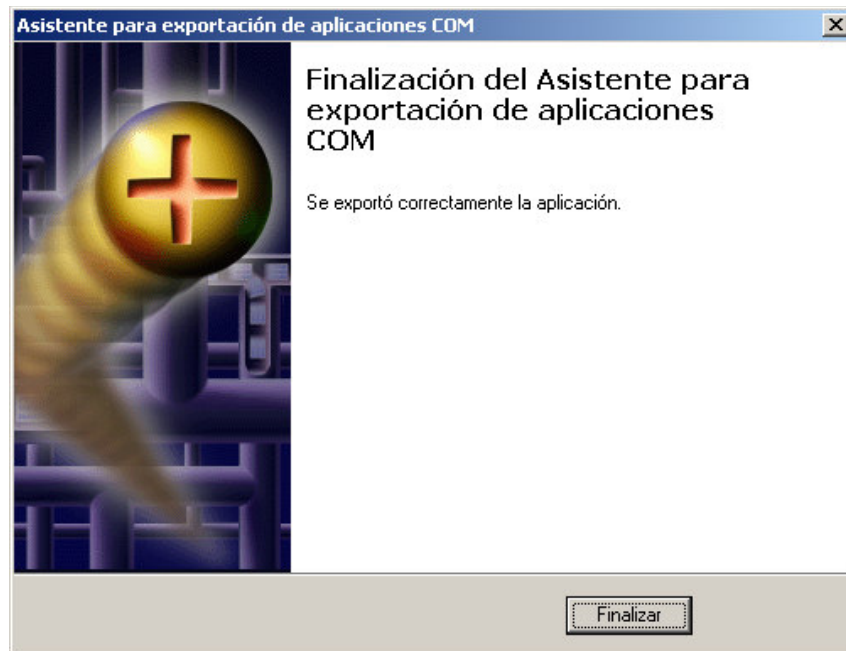 Asistente para exportación de aplicaciones COM
Finalización del Asistente para
exportación de aplicaciones
COM
Se exportó correctamente la aplicación.
Finalizar